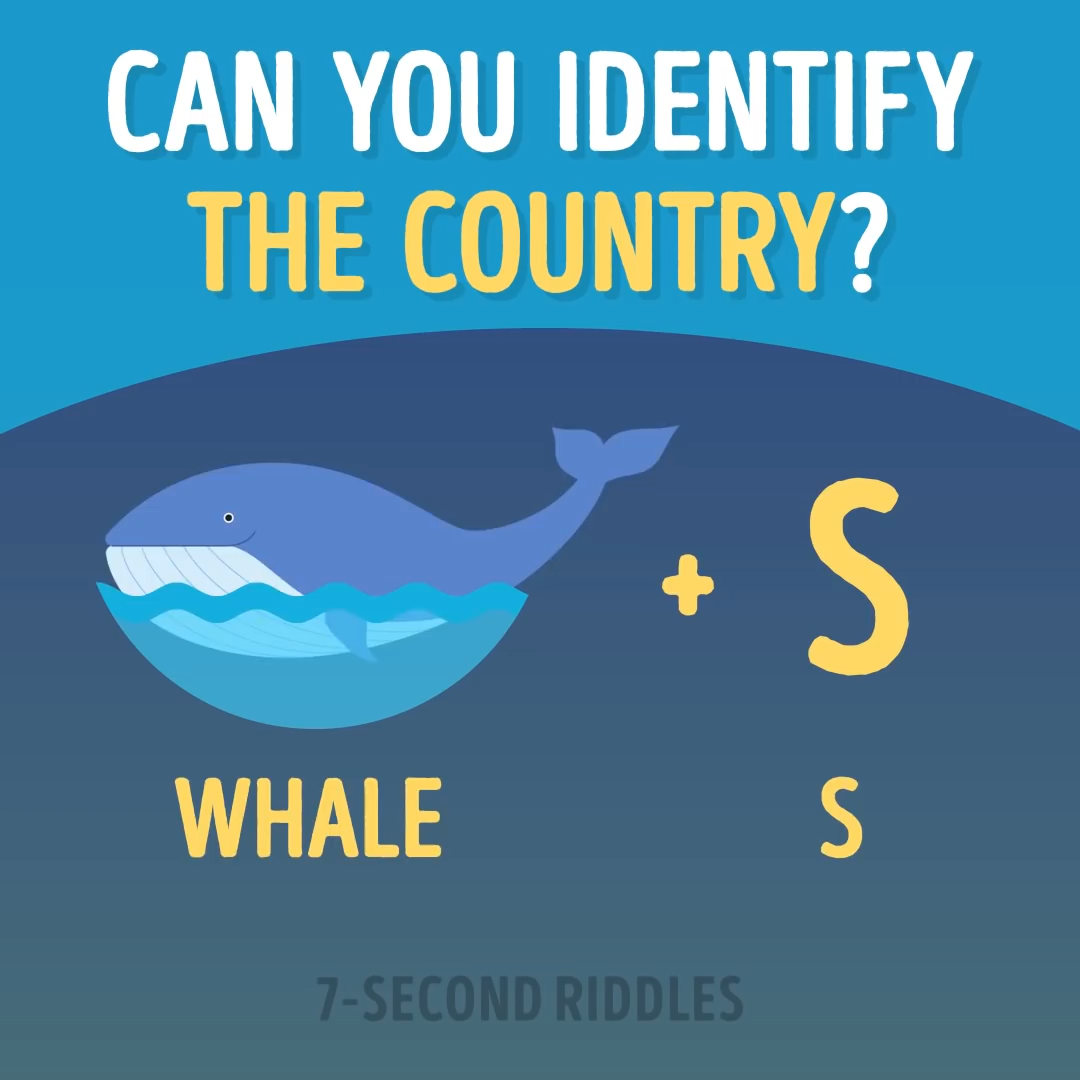 CAN YOU IDENTIFY
THE COUNTRY?
+ S
WHALE S
7-SECOND RIDDLES